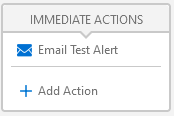 IMMEDIATE ACTIONS
Email Test Alert
Add Action